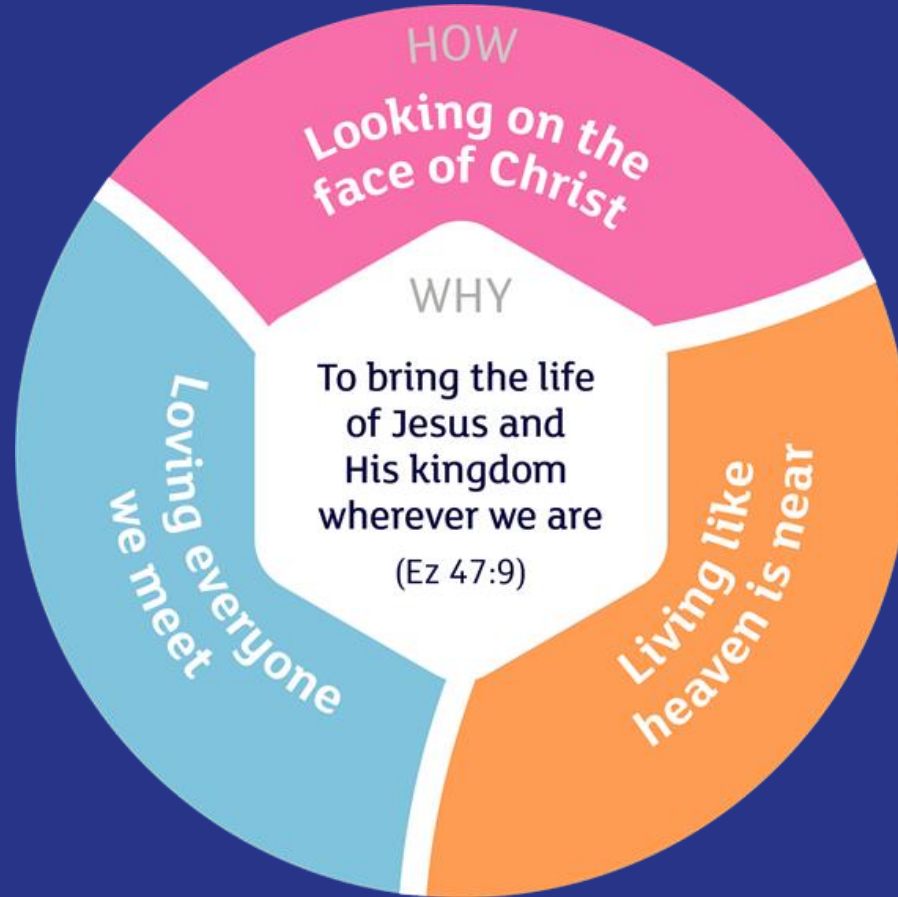 HOW
Looking on the
face of Christ
WHY
To bring the life
of Jesus and
His kingdom
wherever we are
(Ez 47:9)
Living like
heaven is near
Loving everyone
we meet